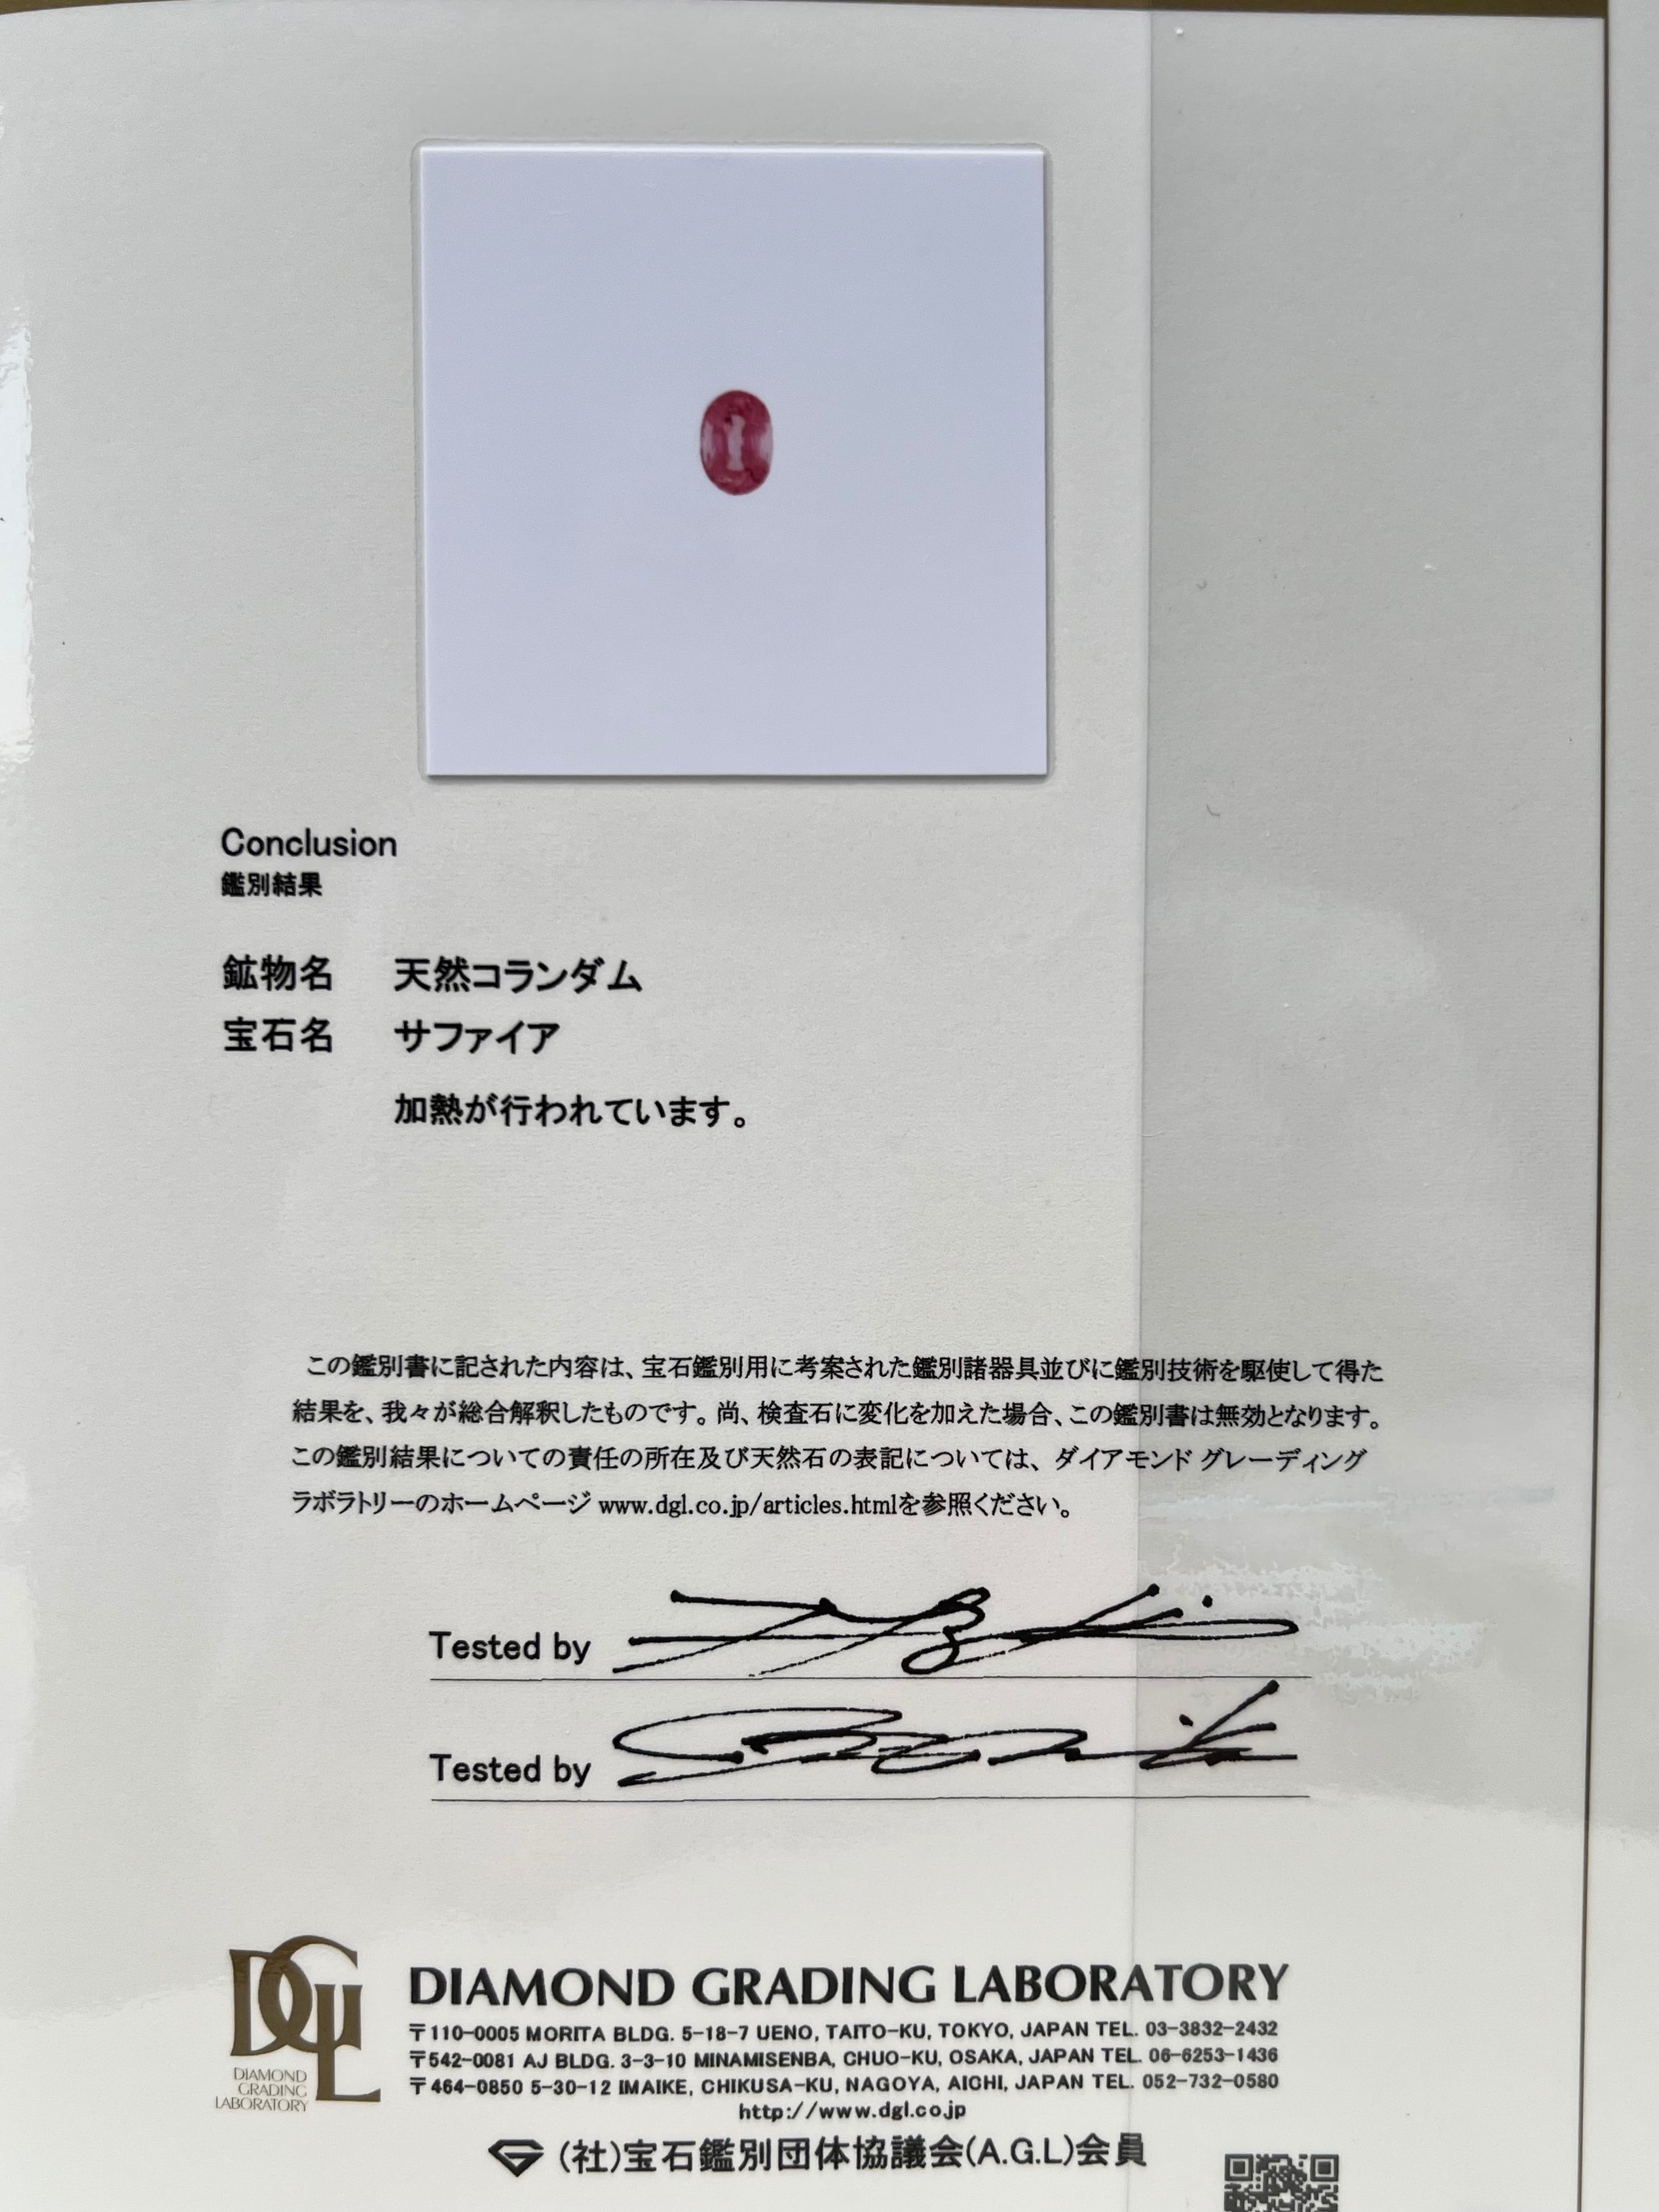 Conclusion
鑑別結果
鉱物名 天然コランダム
宝石名 サファイア
加熱が行われています。
この鑑別書に記された内容は、宝石鑑別用に考案された鑑別諸器具並びに鑑別技術を駆使して得た
結果を、我々が総合解釈したものです。尚、検査石に変化を加えた場合、この鑑別書は無効となります。
この鑑別結果についての責任の所在及び天然石の表記については、ダイアモンド グレーディング
ラボラトリーのホームページ www.dgl.co.jp/articles.htmlを参照ください。
Tested by
Tested by
DGL
DIAMOND
GRADING
LABORATORY
DIAMOND GRADING LABORATORY
〒110-0005 MORITA BLDG. 5-18-7 UENO, TAITO-KU, TOKYO, JAPAN TEL. 03-3832-2432
〒542-0081 AJ BLDG. 3-3-10 MINAMISENBA, CHUO-KU, OSAKA, JAPAN TEL. 06-6253-1436
〒464-0850 5-30-12 IMAIKE, CHIKUSA-KU, NAGOYA, AICHI, JAPAN TEL. 052-732-0580
http://www.dgl.co.jp
(社)宝石鑑別団体協議会(A.G.L)会員